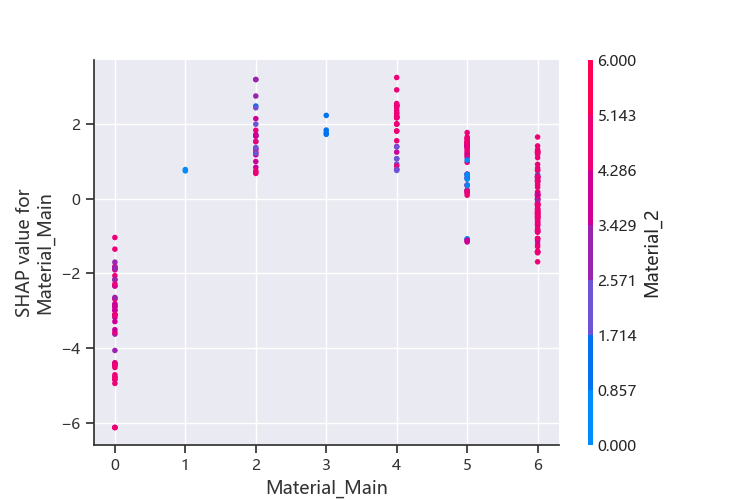 SHAP value for
Material_Main
2
0
−2
−4
−6
0 1 2 3 4 5 6
Material_Main
6.000
5.143
4.286
3.429
2.571
1.714
0.857
0.000
Material_2